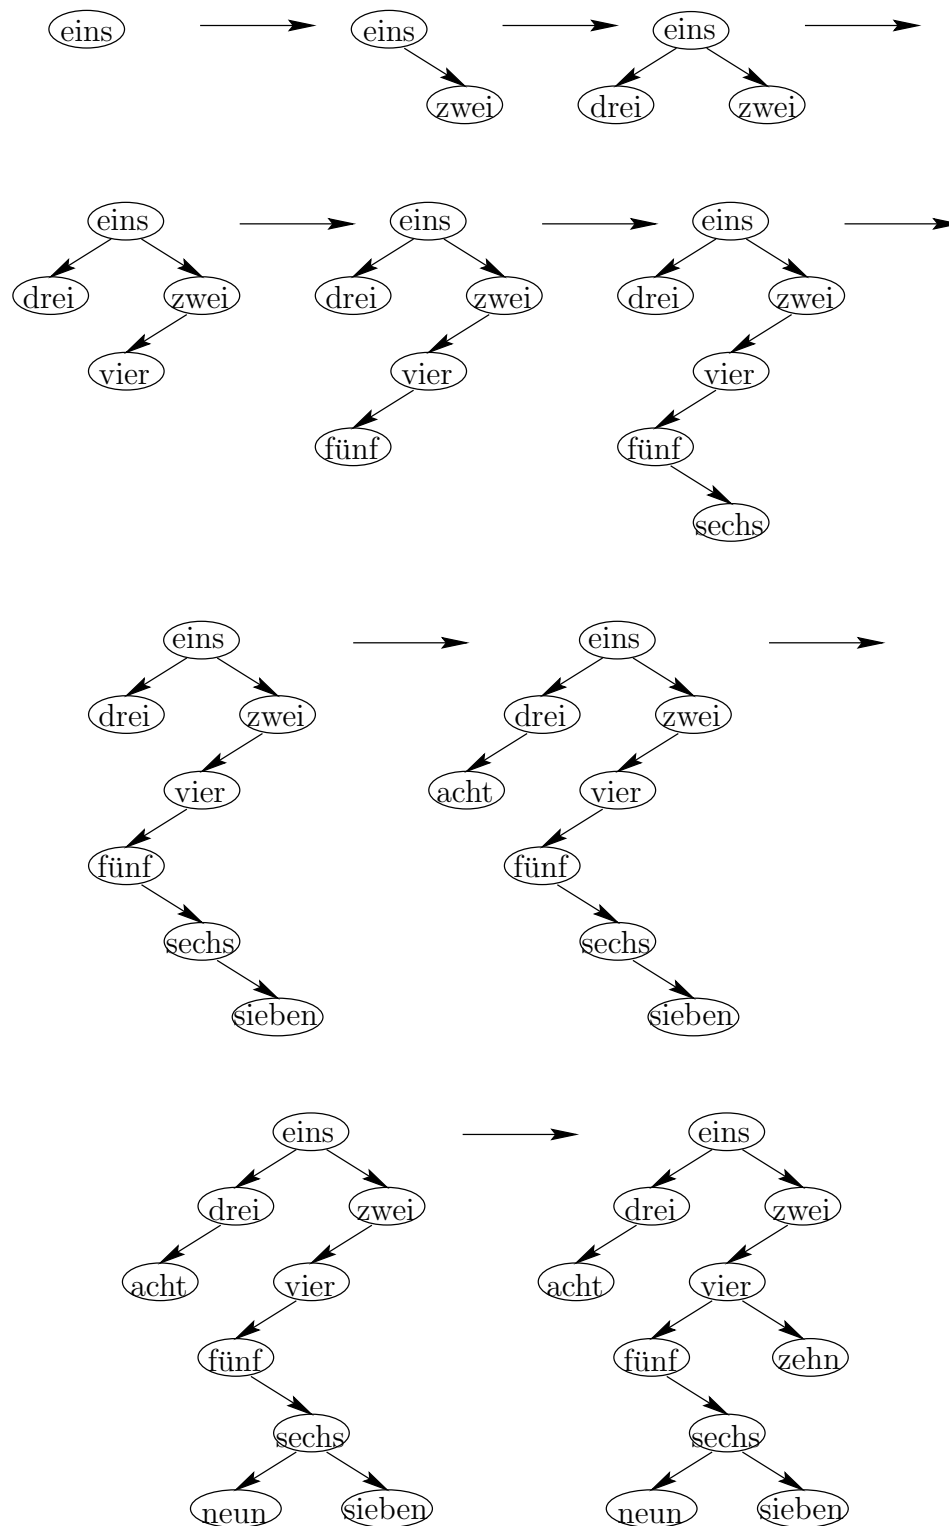 eins eins eins
zwei drei zwei
eins eins eins
drei zwei drei zwei drei zwei
vier vier vier
fünf fünf
sechs
eins eins
drei zwei drei zwei
vier acht vier
fünf fünf
sechs sechs
sieben sieben
eins eins
drei zwei drei zwei
acht vier acht vier
fünf fünf zehn
sechs sechs
neun sieben neun sieben